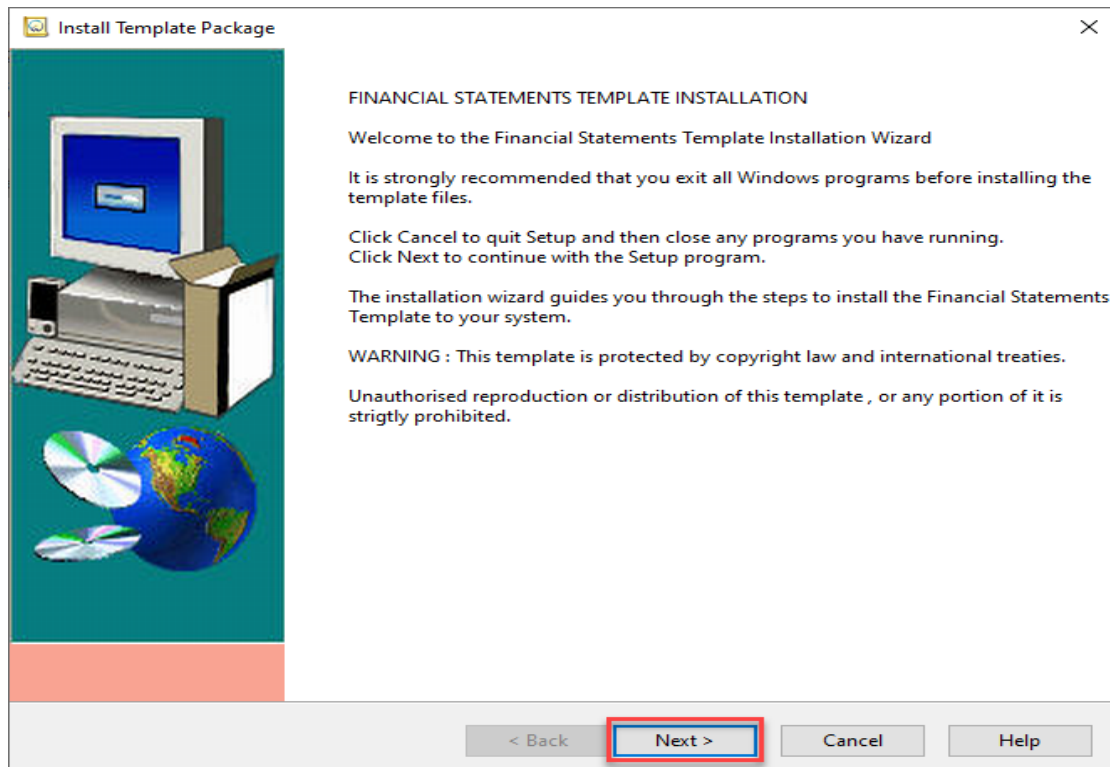 Install Template Package
FINANCIAL STATEMENTS TEMPLATE INSTALLATION
Welcome to the Financial Statements Template Installation Wizard
It is strongly recommended that you exit all Windows programs before installing the
template files.
Click Cancel to quit Setup and then close any programs you have running.
Click Next to continue with the Setup program.
The installation wizard guides you through the steps to install the Financial Statements
Template to your system.
WARNING : This template is protected by copyright law and international treaties.
Unauthorised reproduction or distribution of this template , or any portion of it is
strigtly prohibited.
< Back Next > Cancel Help